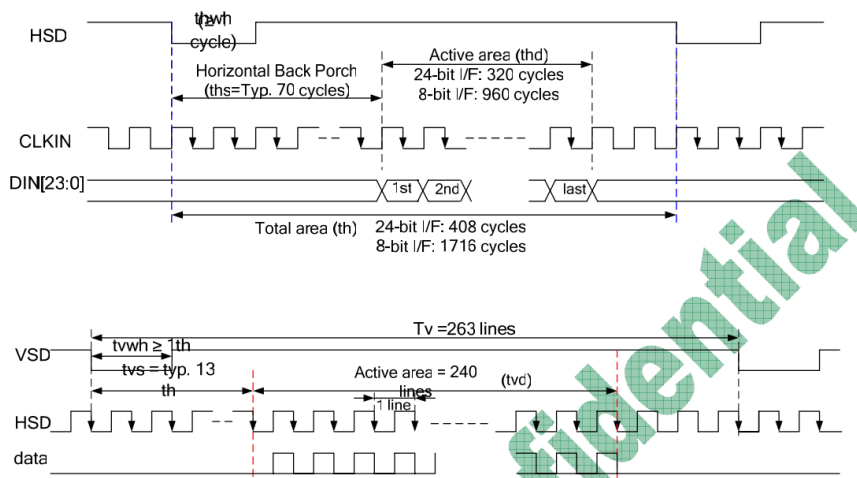 thwh (≥ 1
cycle)
HSD
Active area (thd)
24-bit I/F: 320 cycles
8-bit I/F: 960 cycles
Horizontal Back Porch
(ths=Typ. 70 cycles)
CLKIN
DIN[23:0]
1st
2nd
last
Total area (th)
24-bit I/F: 408 cycles
8-bit I/F: 1716 cycles
Tv =263 lines
VSD
tvwh ≥ 1th
tvs = typ. 13
th
Active area = 240
lines
(tvd)
1 line
HSD
data
fidential